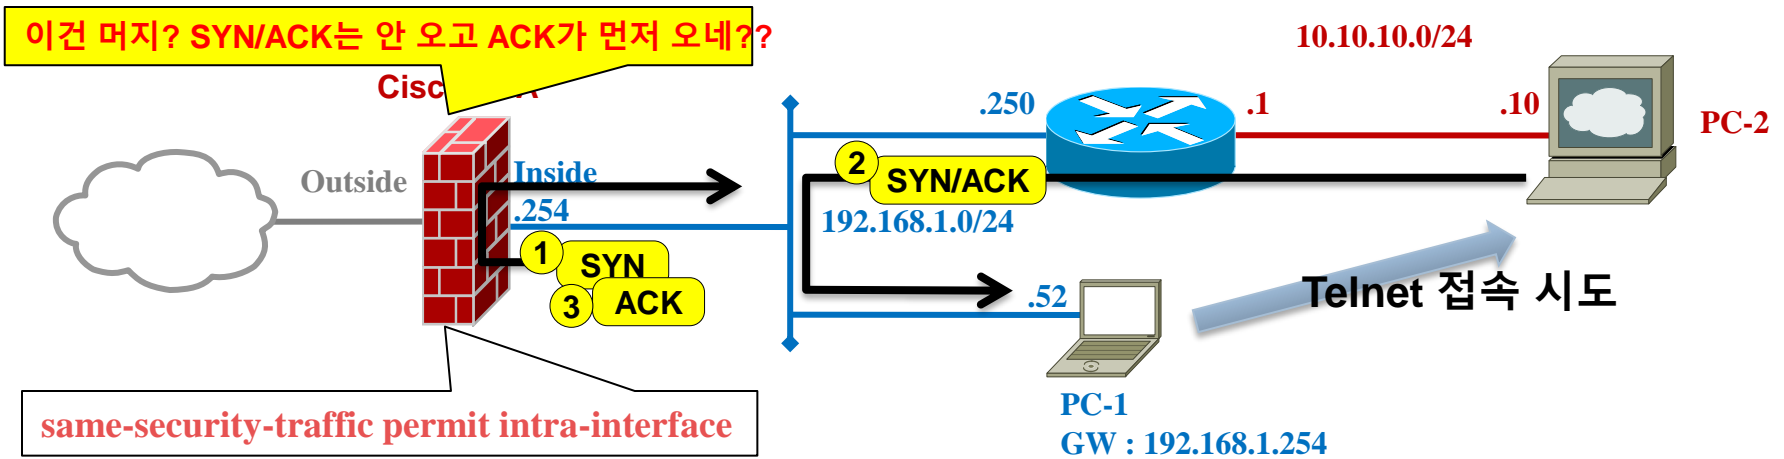 이건 머지? SYN/ACK는 안 오고 ACK가 먼저 오네??
Cisc
10.10.10.0/24
.250
.1
.10
PC-2
Outside
Inside
2
SYN/ACK
.254
192.168.1.0/24
1
SYN
3
ACK
.52
Telnet 접속 시도
same-security-traffic permit intra-interface
PC-1
GW : 192.168.1.254